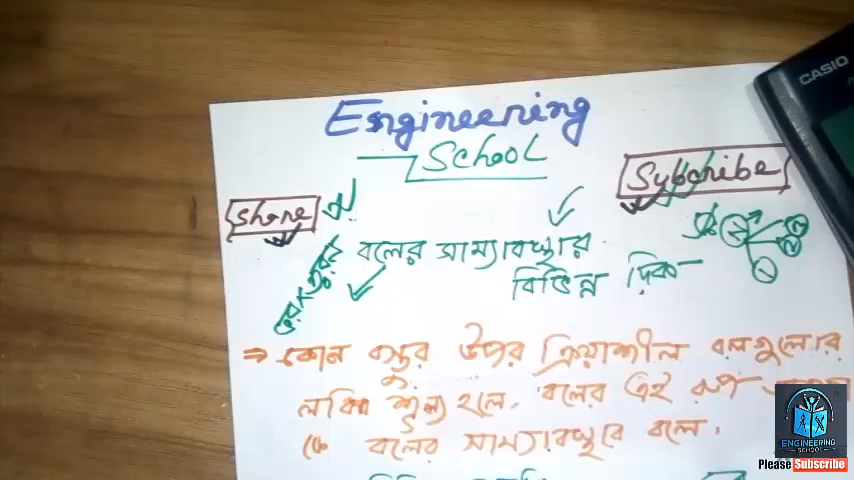 Engineering
School
Subscribe
Share
CASIO
বলের সাম্যাবস্থার
বিভিন্ন দিক
⇒ কোন বস্তুর উপর ক্রিয়াশীল বলগুলোর
লব্ধি শূন্য হলে, বলের এই রূপ
কে বলের সাম্যাবস্থার বলে।
ENGINEERING
SCHOOL
Please Subscribe